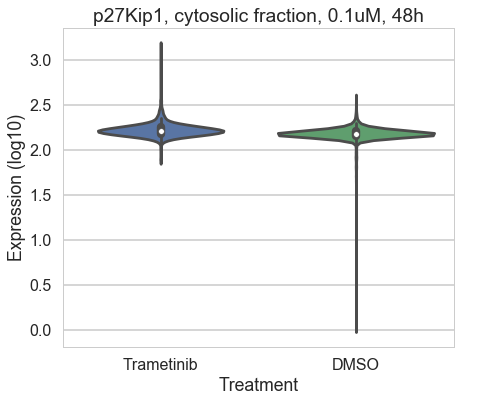 p27Kip1, cytosolic fraction, 0.1uM, 48h
Expression (log10)
3.0
2.5
2.0
1.5
1.0
0.5
0.0
Trametinib
DMSO
Treatment